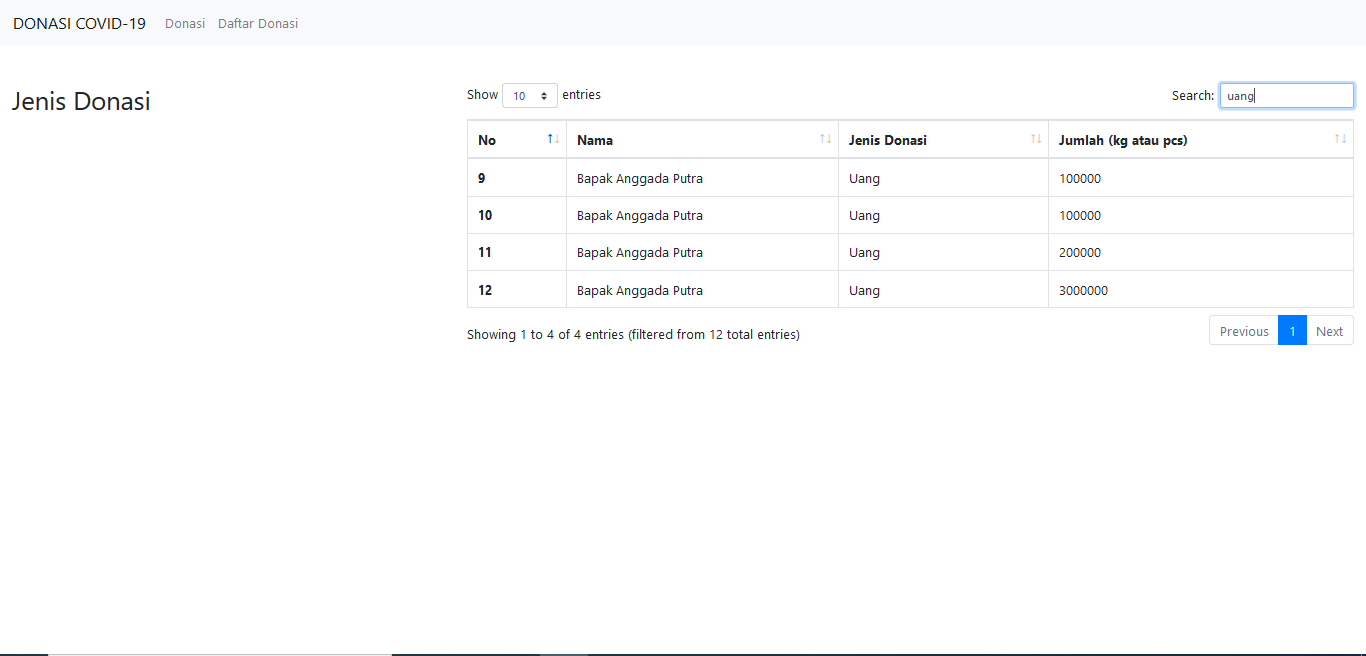 DONASI COVID-19 Donasi Daftar Donasi
Jenis Donasi
Show 10 entries Search: uang
No Nama Jenis Donasi Jumlah (kg atau pcs)
9 Bapak Anggada Putra Uang 100000
10 Bapak Anggada Putra Uang 100000
11 Bapak Anggada Putra Uang 200000
12 Bapak Anggada Putra Uang 3000000
Showing 1 to 4 of 4 entries (filtered from 12 total entries) Previous 1 Next